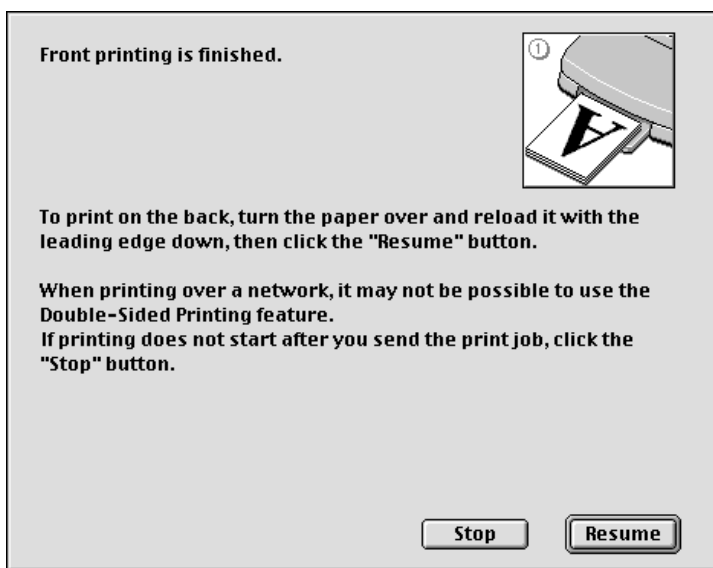 Front printing is finished.
1
A
To print on the back, turn the paper over and reload it with the
leading edge down, then click the "Resume" button.
When printing over a network, it may not be possible to use the
Double-Sided Printing feature.
If printing does not start after you send the print job, click the
"Stop" button.
Stop
Resume